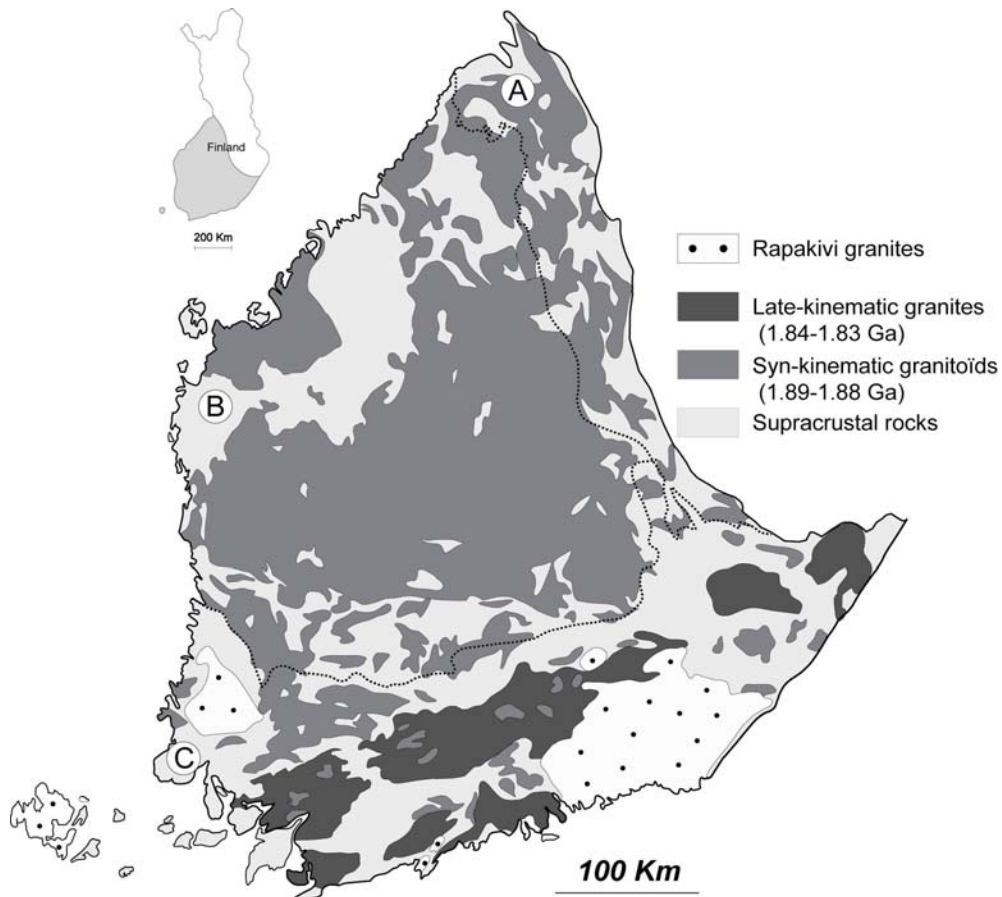 Finland
200 Km
A
B
C
Rapakivi granites
Late-kinematic granites
(1.84-1.83 Ga)
Syn-kinematic granitoïds
(1.89-1.88 Ga)
Supracrustal rocks
100 Km